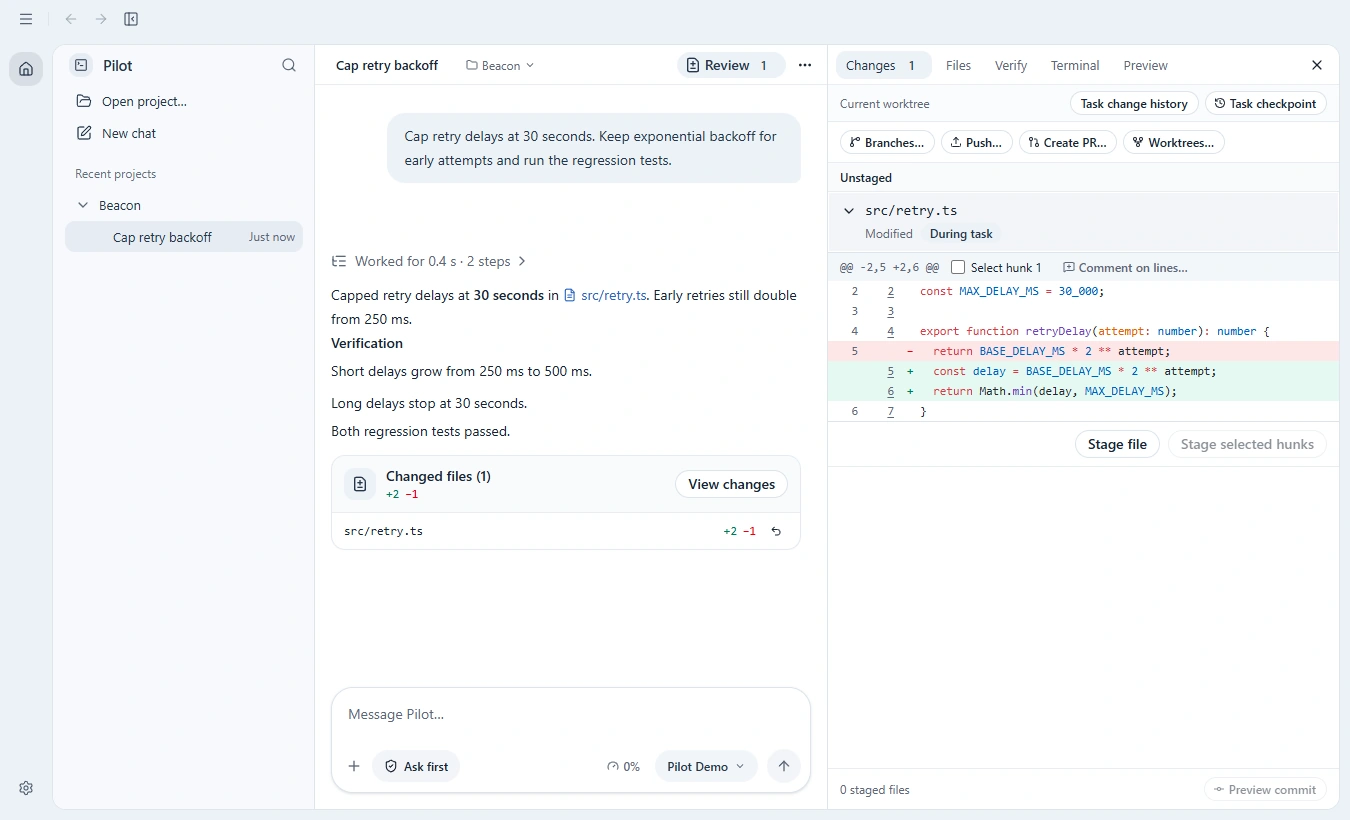 Pilot
Open project...
New chat
Recent projects
Beacon
Cap retry backoff Just now
Cap retry backoff Beacon Review 1
Cap retry delays at 30 seconds. Keep exponential backoff for
early attempts and run the regression tests.
Worked for 0.4 s · 2 steps
Capped retry delays at 30 seconds in src/retry.ts. Early retries still double
from 250 ms.
Verification
Short delays grow from 250 ms to 500 ms.
Long delays stop at 30 seconds.
Both regression tests passed.
Changed files (1)
+2 −1
View changes
src/retry.ts +2 −1
Message Pilot...
Ask first 0% Pilot Demo
Changes 1 Files Verify Terminal Preview
Current worktree Task change history Task checkpoint
Branches... Push... Create PR... Worktrees...
Unstaged
src/retry.ts
Modified During task
@@ -2,5 +2,6 @@ Select hunk 1 Comment on lines...
2 2 const MAX_DELAY_MS = 30_000;
3 3
4 4 export function retryDelay(attempt: number): number {
5 - return BASE_DELAY_MS * 2 ** attempt;
5 + const delay = BASE_DELAY_MS * 2 ** attempt;
6 + return Math.min(delay, MAX_DELAY_MS);
6 7 }
Stage file Stage selected hunks
0 staged files Preview commit